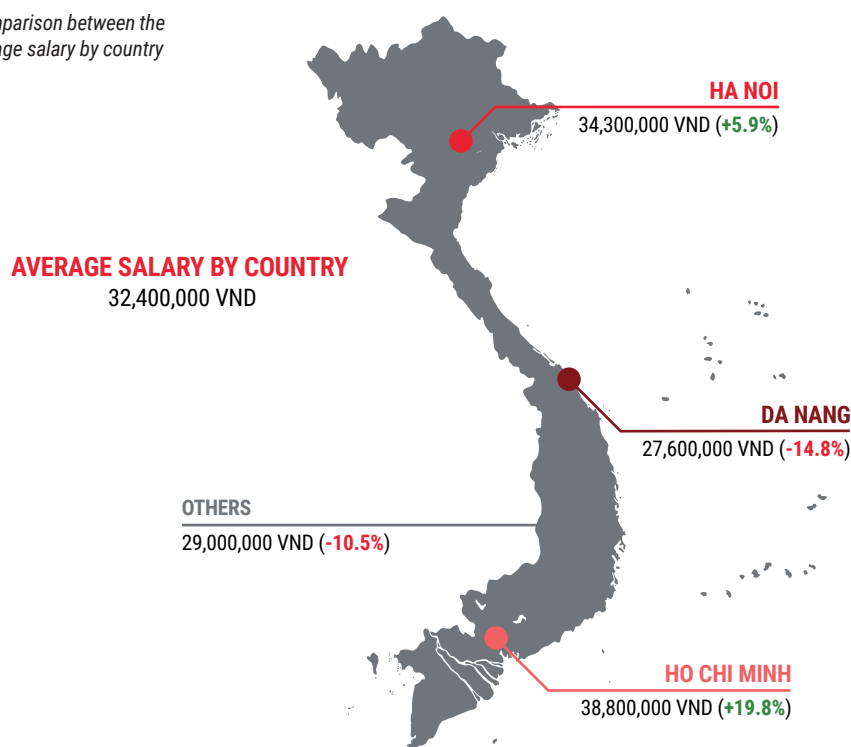 between the
salary by country
HA NOI
34,300,000 VND (+5.9%)
AVERAGE SALARY BY COUNTRY
32,400,000 VND
DA NANG
27,600,000 VND (-14.8%)
OTHERS
29,000,000 VND (-10.5%)
HO CHI MINH
38,800,000 VND (+19.8%)